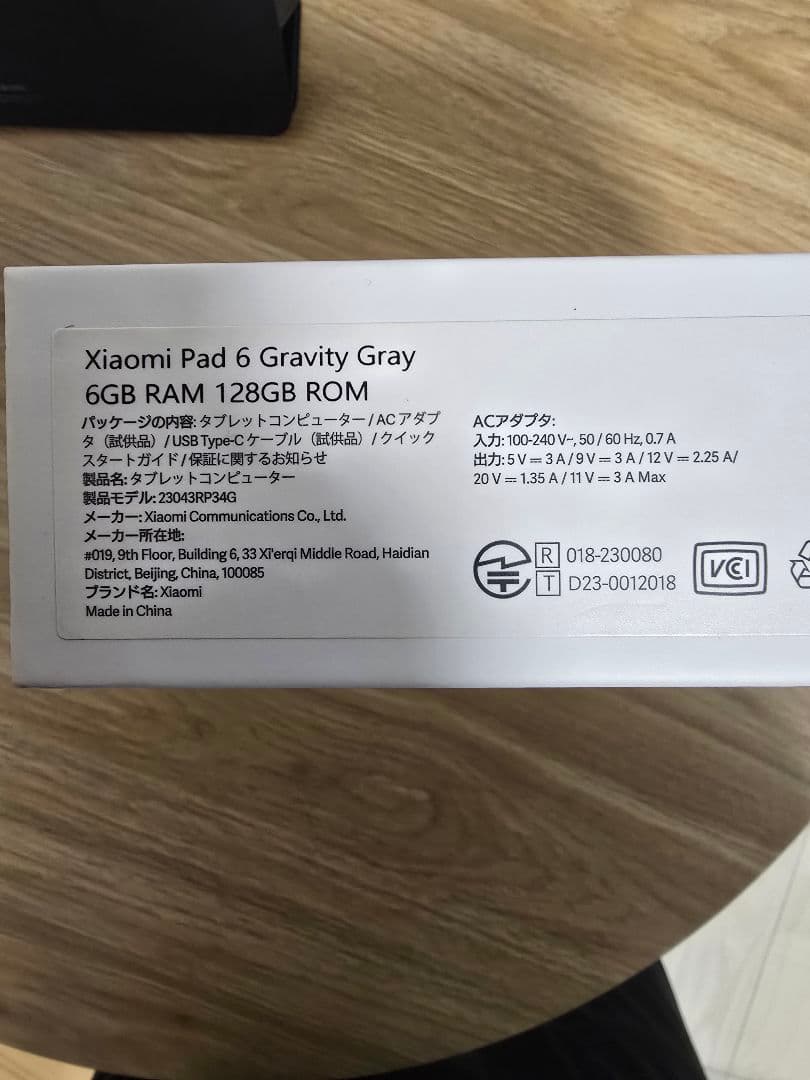 Xiaomi Pad 6 Gravity Gray
6GB RAM 128GB ROM
パッケージの内容: タブレットコンピューター / AC アダプ
タ（試供品）/ USB Type-C ケーブル（試供品）/ クイック
スタートガイド / 保証に関するお知らせ
製品名: タブレットコンピューター
製品モデル: 23043RP34G
メーカー: Xiaomi Communications Co., Ltd.
メーカー所在地:
#019, 9th Floor, Building 6, 33 Xi'erqi Middle Road, Haidian
District, Beijing, China, 100085
ブランド名: Xiaomi
Made in China
ACアダプタ:
入力: 100-240 V~, 50 / 60 Hz, 0.7 A
出力: 5 V ⎓ 3 A / 9 V ⎓ 3 A / 12 V ⎓ 2.25 A/
20 V ⎓ 1.35 A / 11 V ⎓ 3 A Max
R 018-230080
T D23-0012018
VCCI